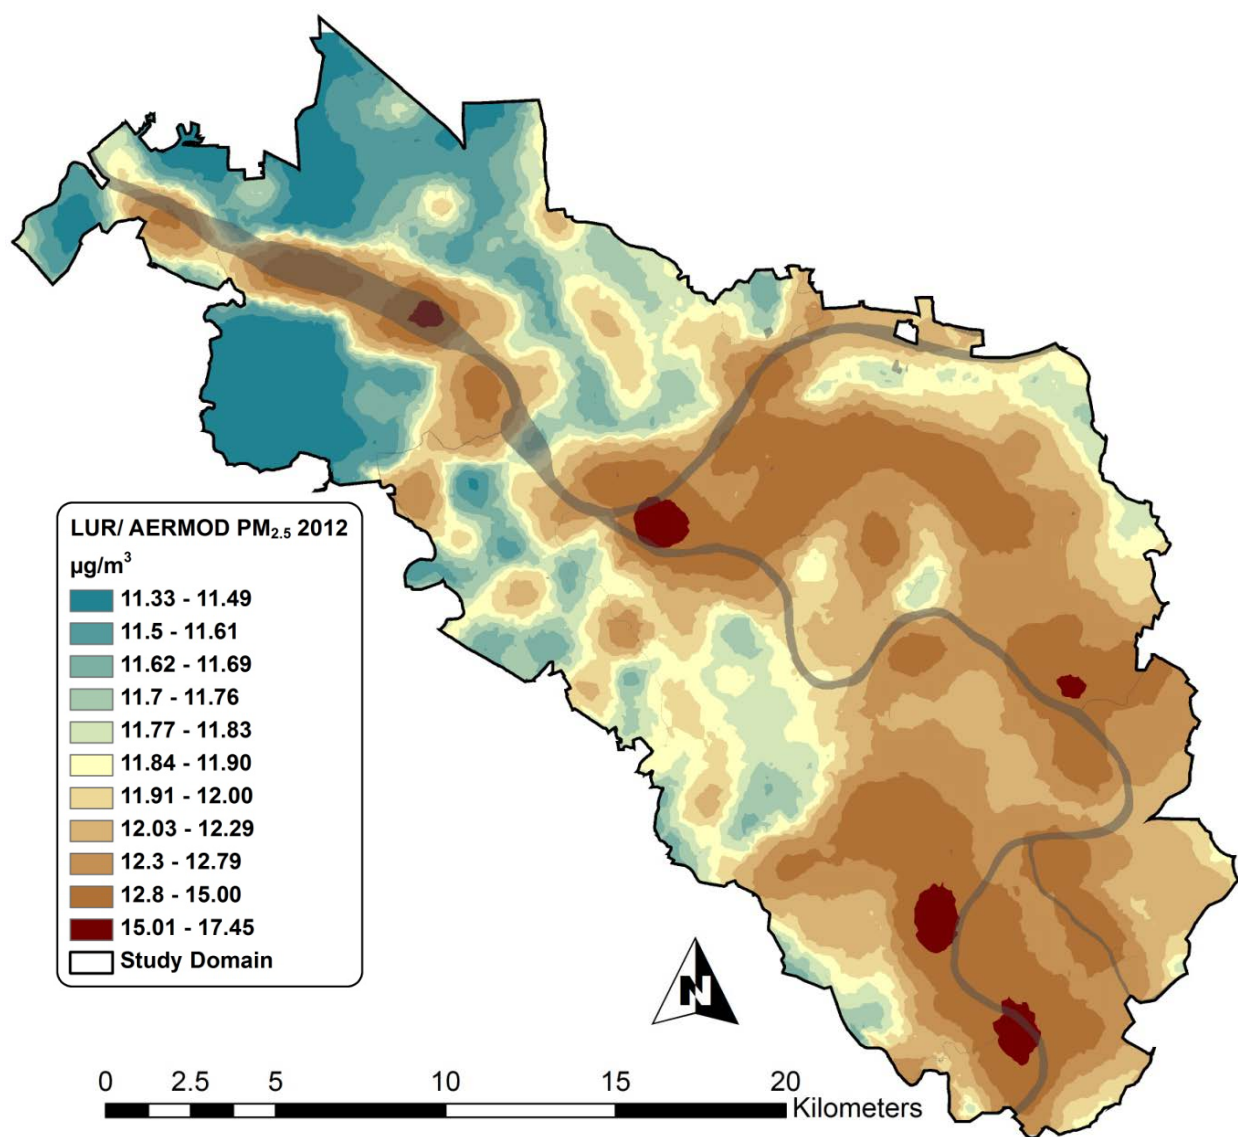 LUR/ AERMOD PM2.5 2012
µg/m³
11.33 - 11.49
11.5 - 11.61
11.62 - 11.69
11.7 - 11.76
11.77 - 11.83
11.84 - 11.90
11.91 - 12.00
12.03 - 12.29
12.3 - 12.79
12.8 - 15.00
15.01 - 17.45
Study Domain
N
0 2.5 5 10 15 20
Kilometers